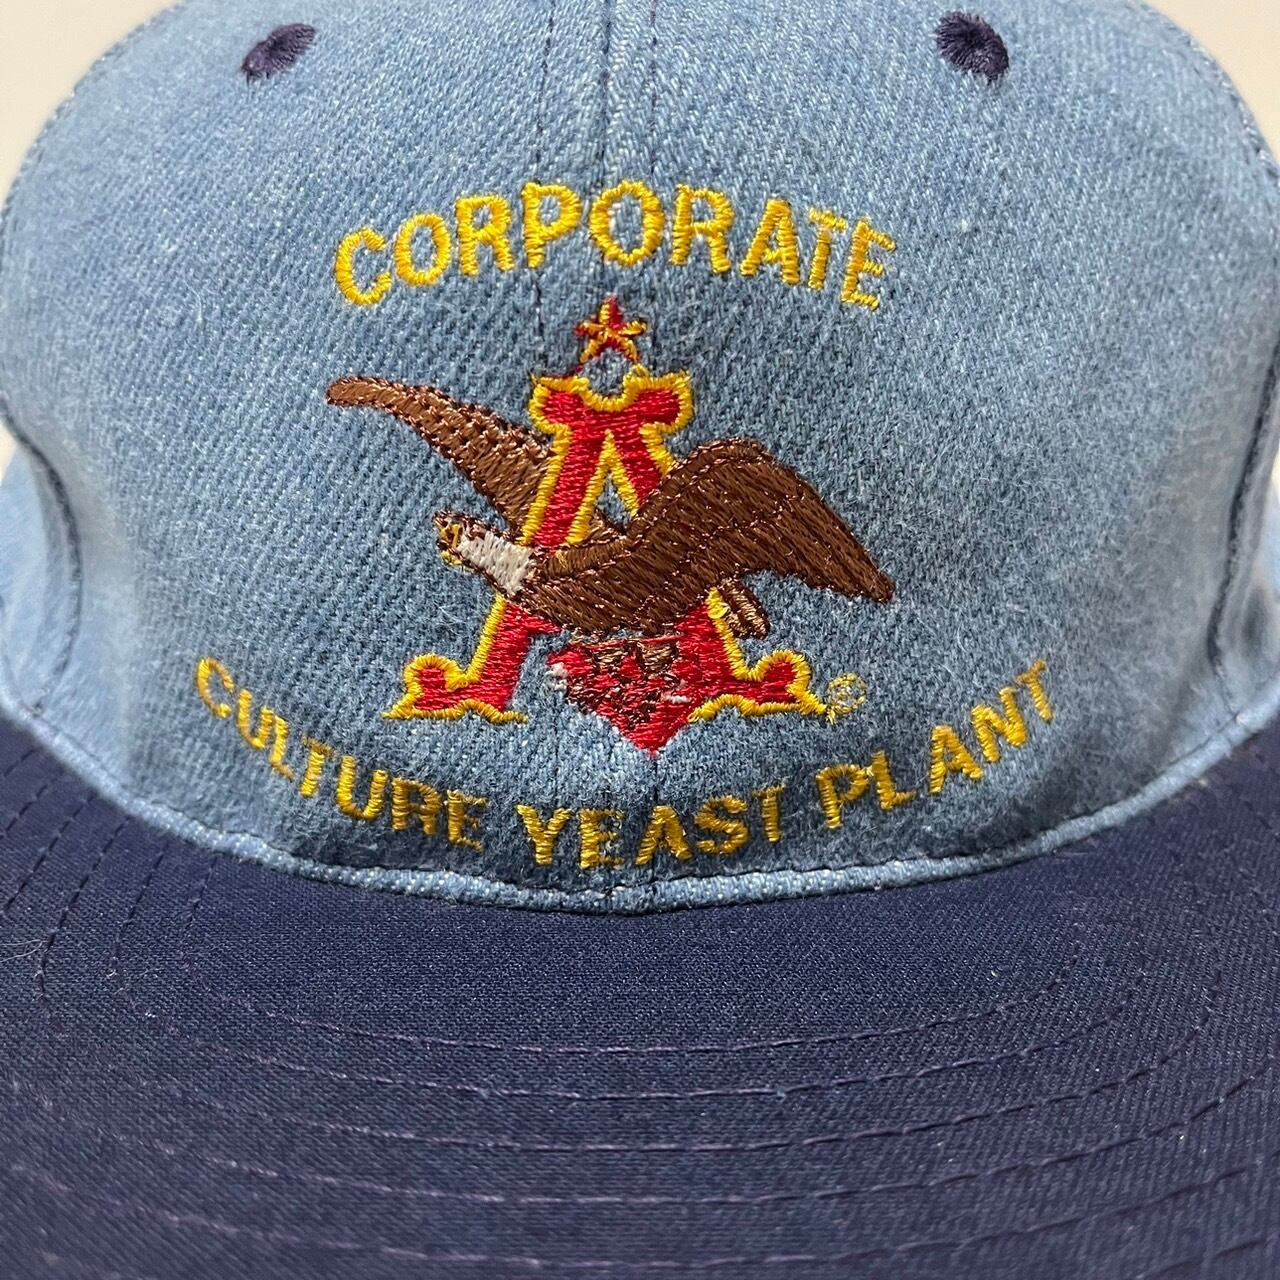 CORPORATE
A
®
CULTURE YEAST PLANT